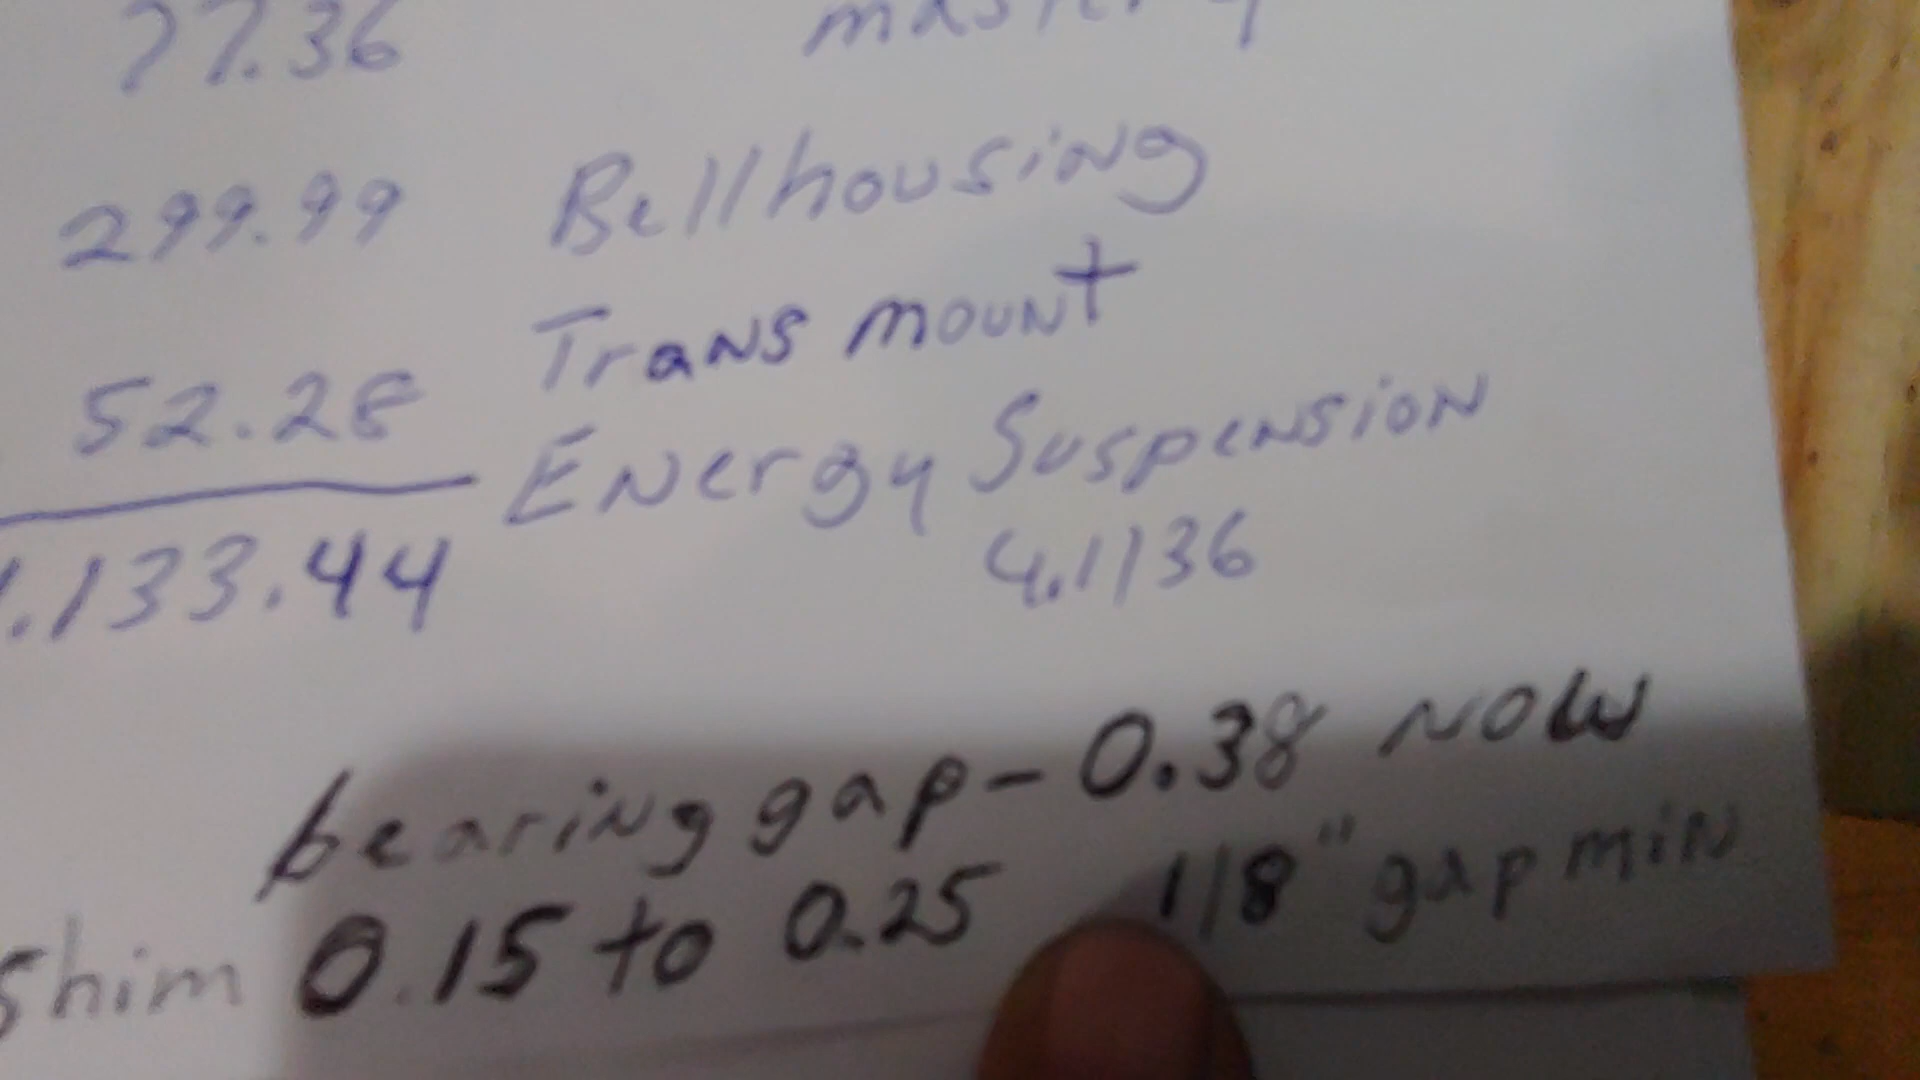 77.36
299.99 Bellhousing
Trans mount
52.28 Energy Suspension
.133.44 4.1136
bearing gap - 0.38 now
Shim 0.15 to 0.25 1/8" gap min